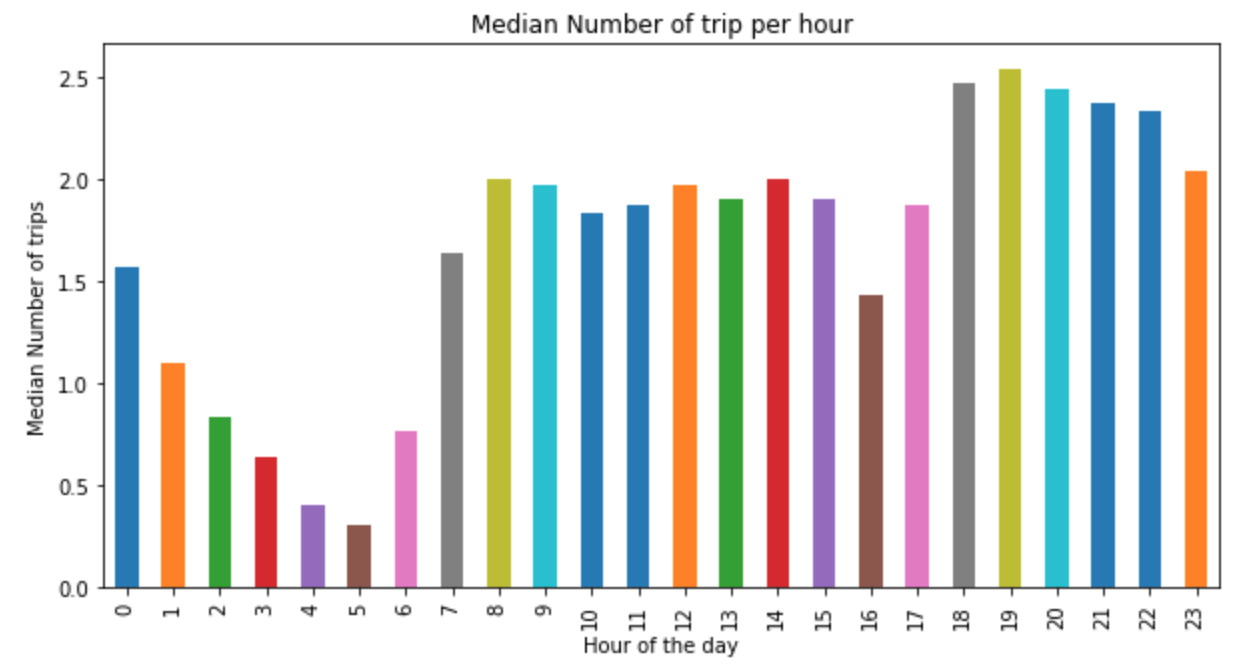 Median Number of trip per hour
Median Number of trips
2.5
2.0
1.5
1.0
0.5
0.0
0 1 2 3 4 5 6 7 8 9 10 11 12 13 14 15 16 17 18 19 20 21 22 23
Hour of the day